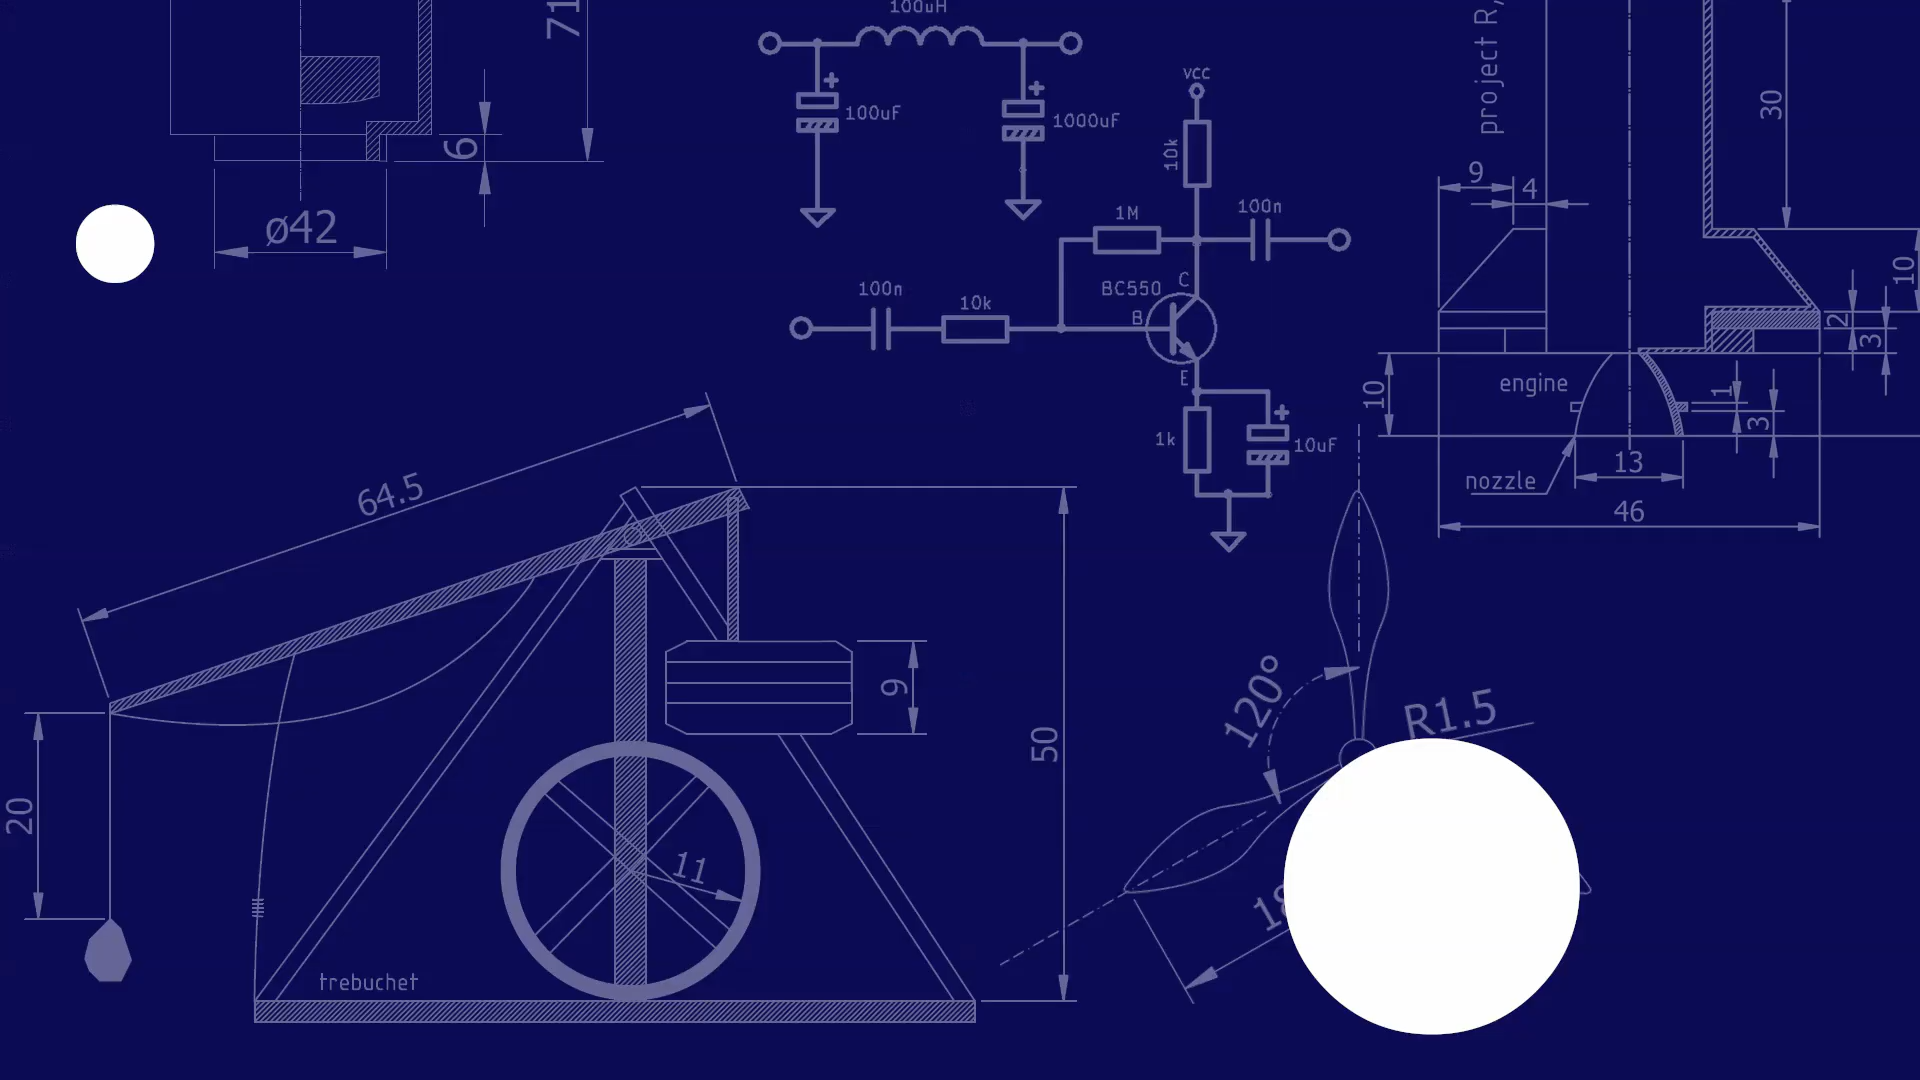 100uH
71
project R,
VCC
100uF
1000uF
30
6
10k
9
4
ø42
1M
100n
10
BC550
C
100n
10k
B
2
3
E
engine
10
1
3
1k
10uF
13
nozzle
46
64.5
9
120°
R1.5
50
20
11
trebuchet